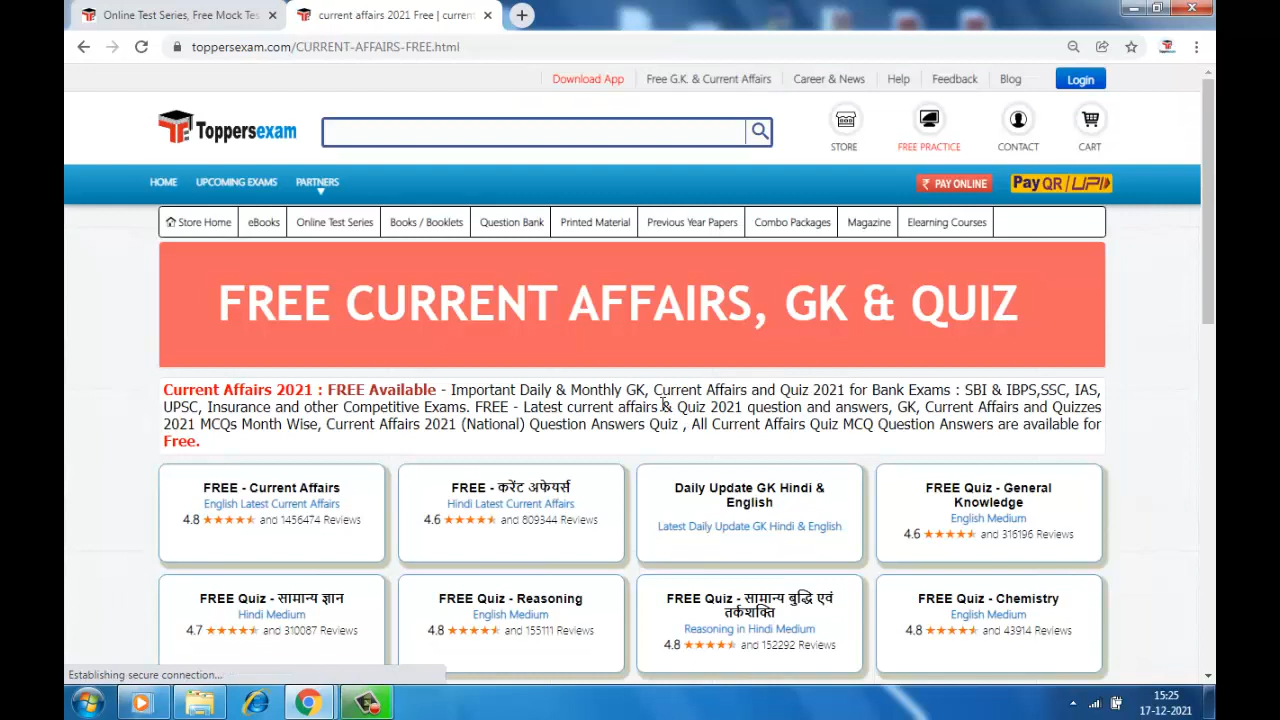 Online Test Series, Free Mock Tes
current affairs 2021 Free | curren
toppersexam.com/CURRENT-AFFAIRS-FREE.html
Download App
Free G.K. & Current Affairs
Career & News
Help
Feedback
Blog
Login
Toppersexam
STORE
FREE PRACTICE
CONTACT
CART
HOME
UPCOMING EXAMS
PARTNERS
₹ PAY ONLINE
Pay QR / UPI
Store Home
eBooks
Online Test Series
Books / Booklets
Question Bank
Printed Material
Previous Year Papers
Combo Packages
Magazine
Elearning Courses
FREE CURRENT AFFAIRS, GK & QUIZ
Current Affairs 2021 : FREE Available - Important Daily & Monthly GK, Current Affairs and Quiz 2021 for Bank Exams : SBI & IBPS,SSC, IAS,
UPSC, Insurance and other Competitive Exams. FREE - Latest current affairs & Quiz 2021 question and answers, GK, Current Affairs and Quizzes
2021 MCQs Month Wise, Current Affairs 2021 (National) Question Answers Quiz , All Current Affairs Quiz MCQ Question Answers are available for
Free.
FREE - Current Affairs
English Latest Current Affairs
4.8 and 1456474 Reviews
FREE - करेंट अफेयर्स
Hindi Latest Current Affairs
4.6 and 809344 Reviews
Daily Update GK Hindi &
English
Latest Daily Update GK Hindi & English
FREE Quiz - General
Knowledge
English Medium
4.6 and 316196 Reviews
FREE Quiz - सामान्य ज्ञान
Hindi Medium
4.7 and 310087 Reviews
FREE Quiz - Reasoning
English Medium
4.8 and 155111 Reviews
FREE Quiz - सामान्य बुद्धि एवं
तर्कशक्ति
Reasoning in Hindi Medium
4.8 and 152292 Reviews
FREE Quiz - Chemistry
English Medium
4.8 and 43914 Reviews
Establishing secure connection...
15:25
17-12-2021